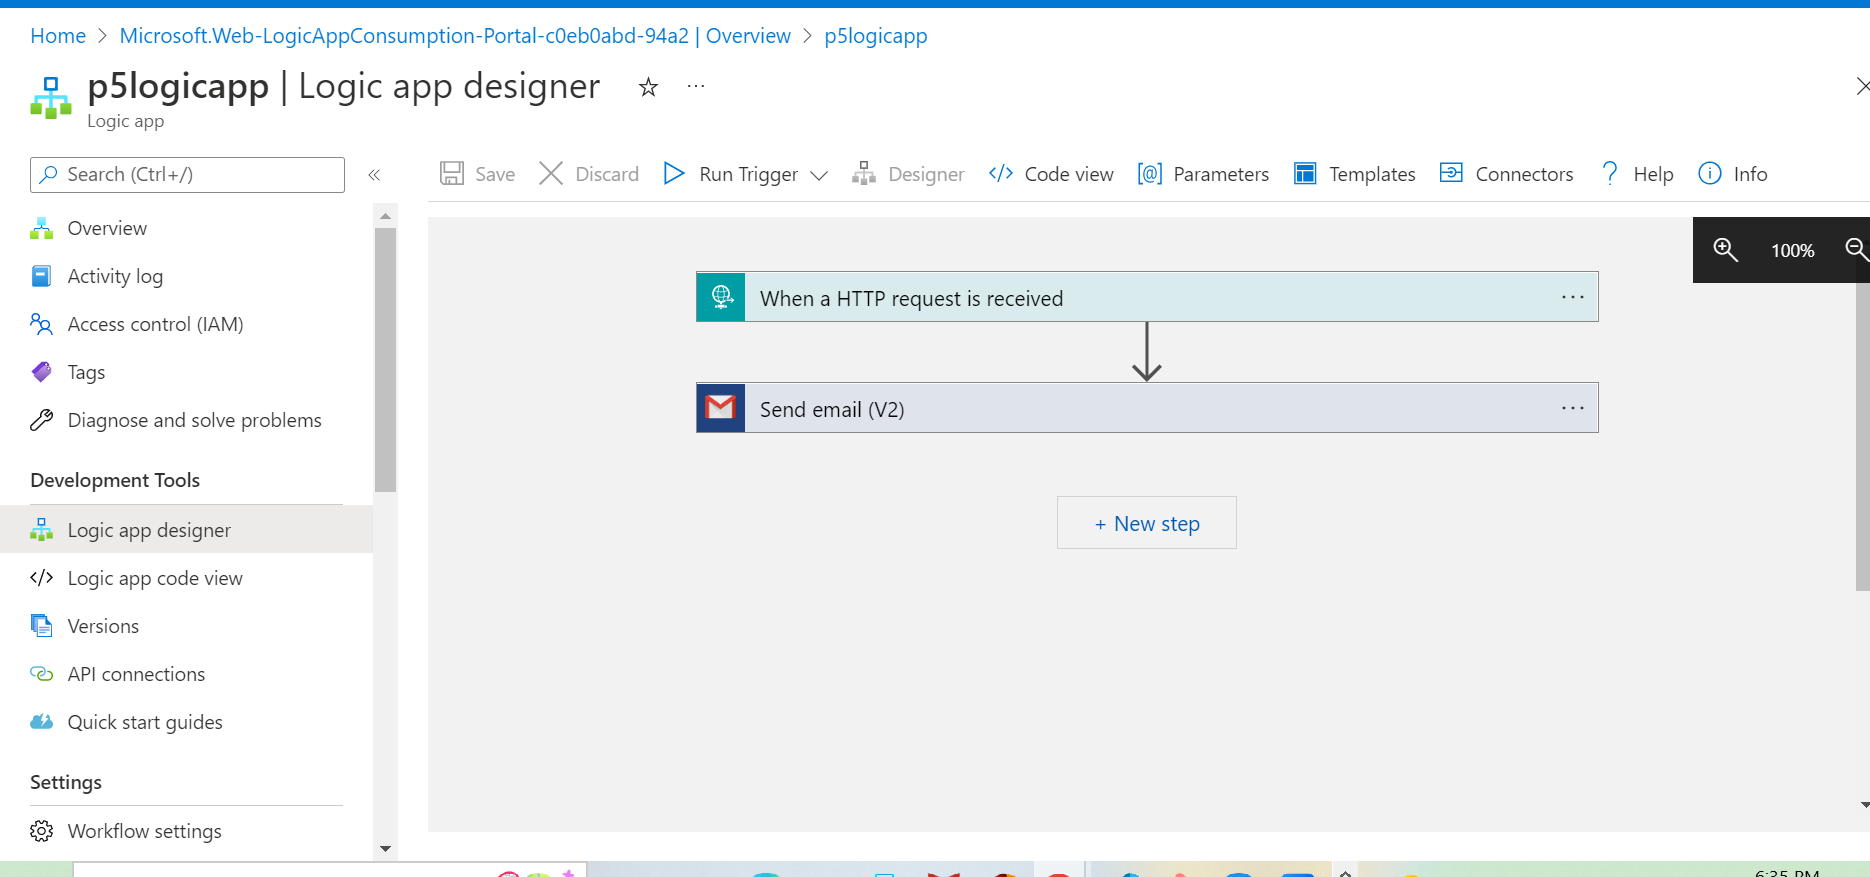 Home > Microsoft.Web-LogicAppConsumption-Portal-c0eb0abd-94a2 | Overview > p5logicapp
p5logicapp | Logic app designer
Logic app
Search (Ctrl+/)
Save Discard Run Trigger Designer </> Code view [@] Parameters Templates Connectors ? Help Info
Overview
Activity log
Access control (IAM)
Tags
Diagnose and solve problems
Development Tools
Logic app designer
</> Logic app code view
Versions
API connections
Quick start guides
Settings
Workflow settings
100%
When a HTTP request is received ...
Send email (V2) ...
+ New step
6:35 PM